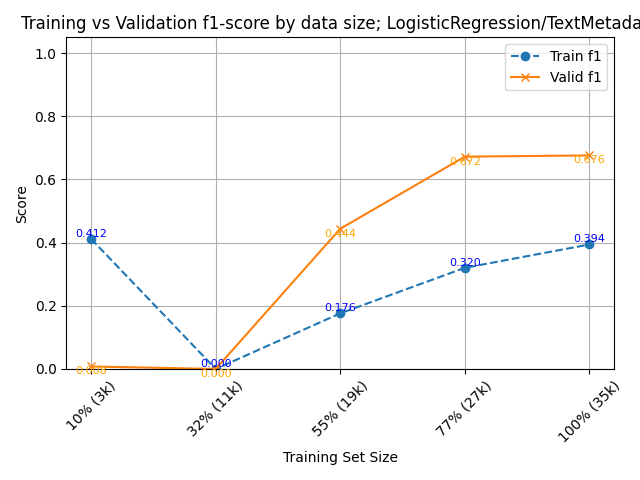 Training vs Validation f1-score by data size; LogisticRegression/TextMetada
Train f1
Valid f1
Score
1.0
0.8
0.6
0.4
0.2
0.0
0.412
0.000
0.176
0.320
0.394
0.000
0.444
0.672
0.676
10% (3k)
32% (11k)
55% (19k)
77% (27k)
100% (35k)
Training Set Size